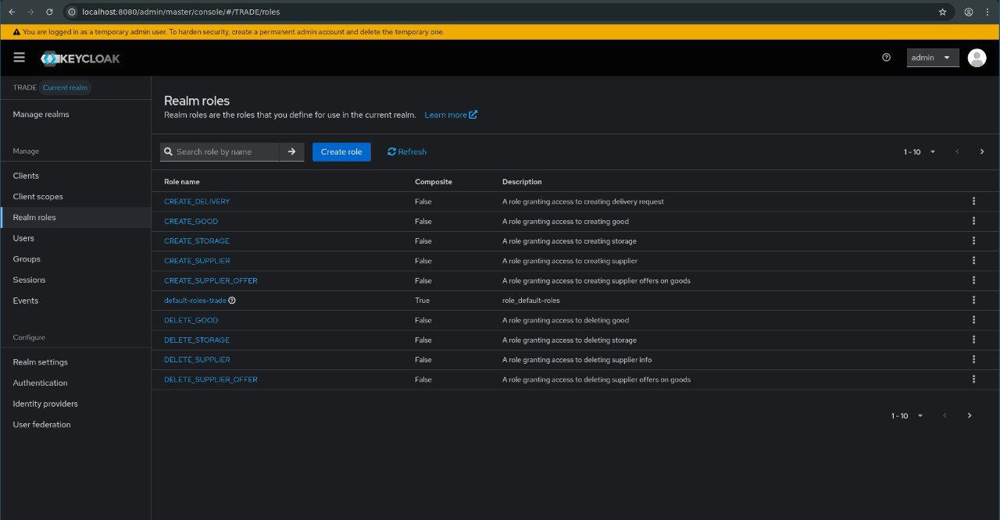 localhost:8080/admin/master/console/#/TRADE/roles
You are logged in as a temporary admin user. To harden security, create a permanent admin account and delete the temporary one.
KEYCLOAK
admin
TRADE Current realm
Manage realms
Manage
Clients
Client scopes
Realm roles
Users
Groups
Sessions
Events
Configure
Realm settings
Authentication
Identity providers
User federation
Realm roles
Realm roles are the roles that you define for use in the current realm. Learn more
Search role by name Create role Refresh 1 - 10
Role name Composite Description
CREATE_DELIVERY False A role granting access to creating delivery request
CREATE_GOOD False A role granting access to creating good
CREATE_STORAGE False A role granting access to creating storage
CREATE_SUPPLIER False A role granting access to creating supplier
CREATE_SUPPLIER_OFFER False A role granting access to creating supplier offers on goods
default-roles-trade True role_default-roles
DELETE_GOOD False A role granting access to deleting good
DELETE_STORAGE False A role granting access to deleting storage
DELETE_SUPPLIER False A role granting access to deleting supplier info
DELETE_SUPPLIER_OFFER False A role granting access to deleting supplier offers on goods
1 - 10